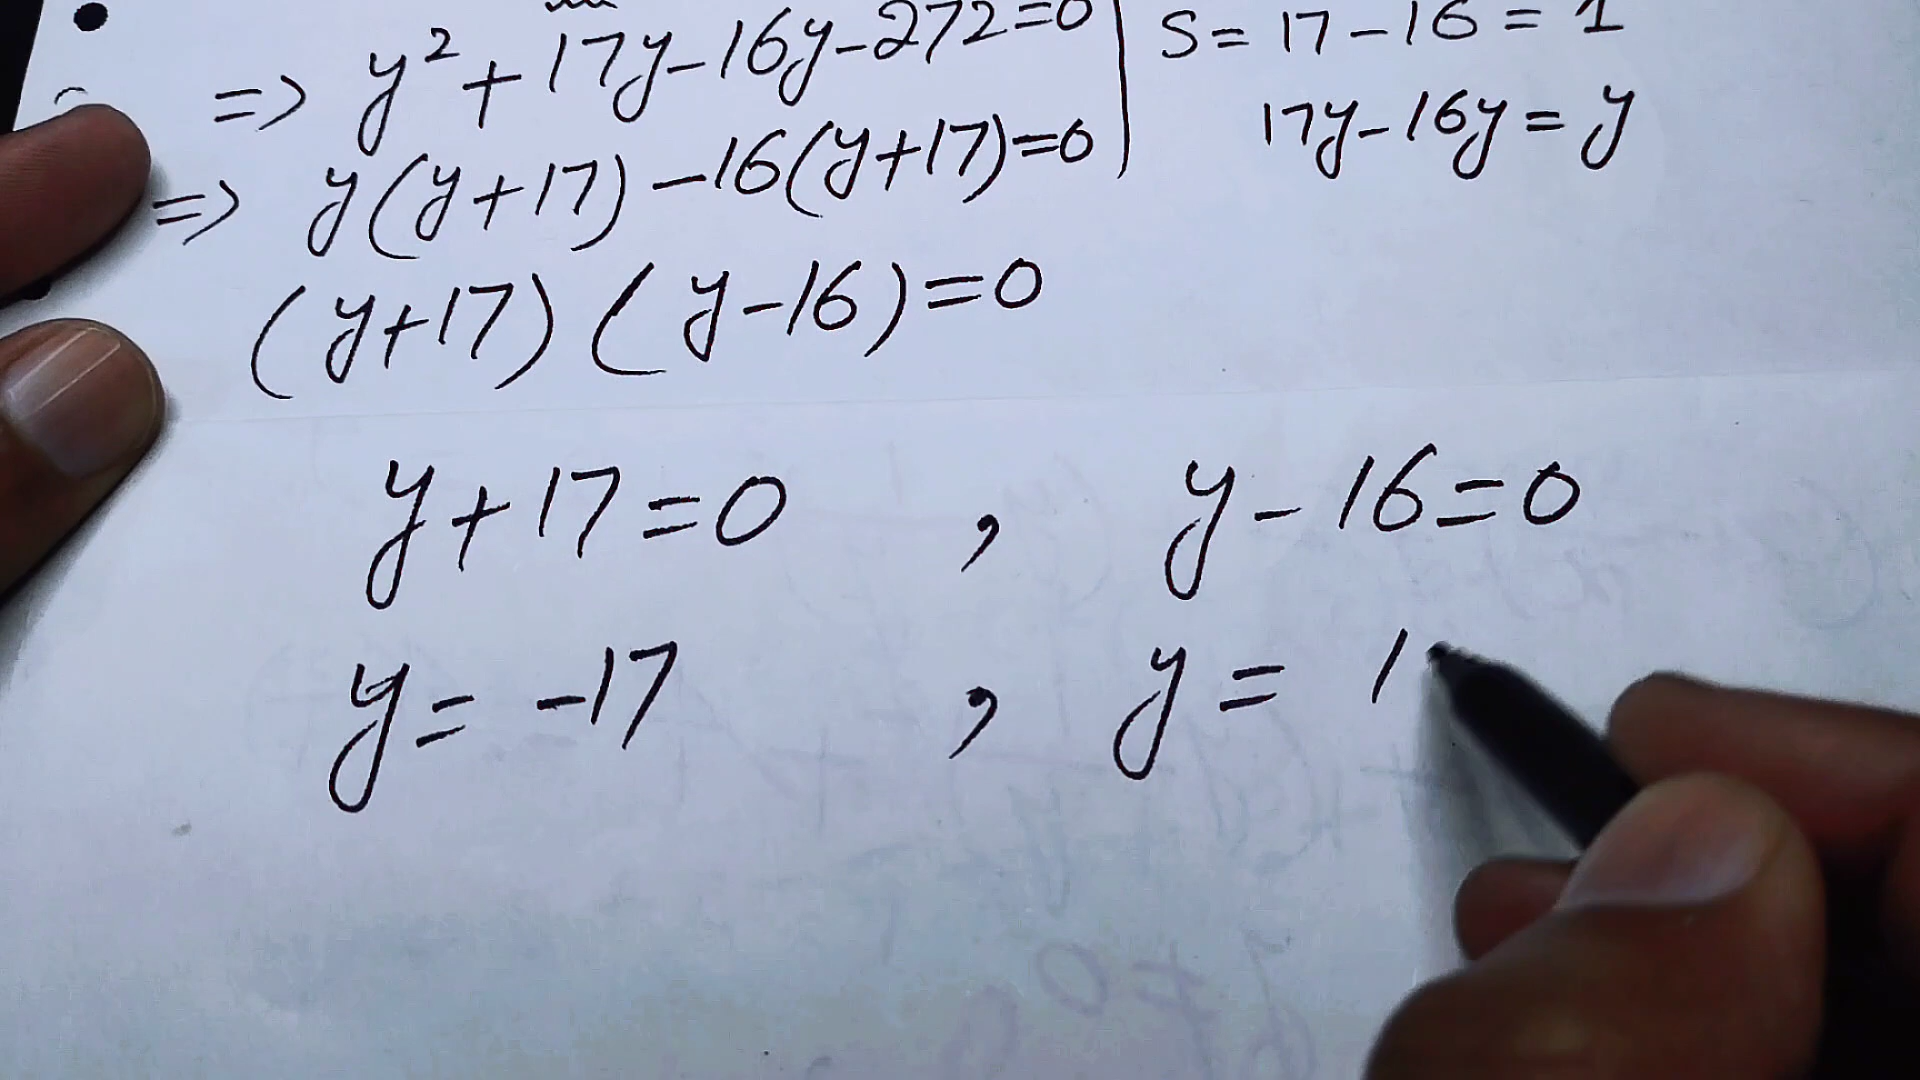 => y² + 17y - 16y - 272 = 0 | S = 17 - 16 = 1
17y - 16y = y
=> y(y+17) - 16(y+17) = 0
(y+17)(y-16) = 0
y + 17 = 0 , y - 16 = 0
y = -17 , y = 1